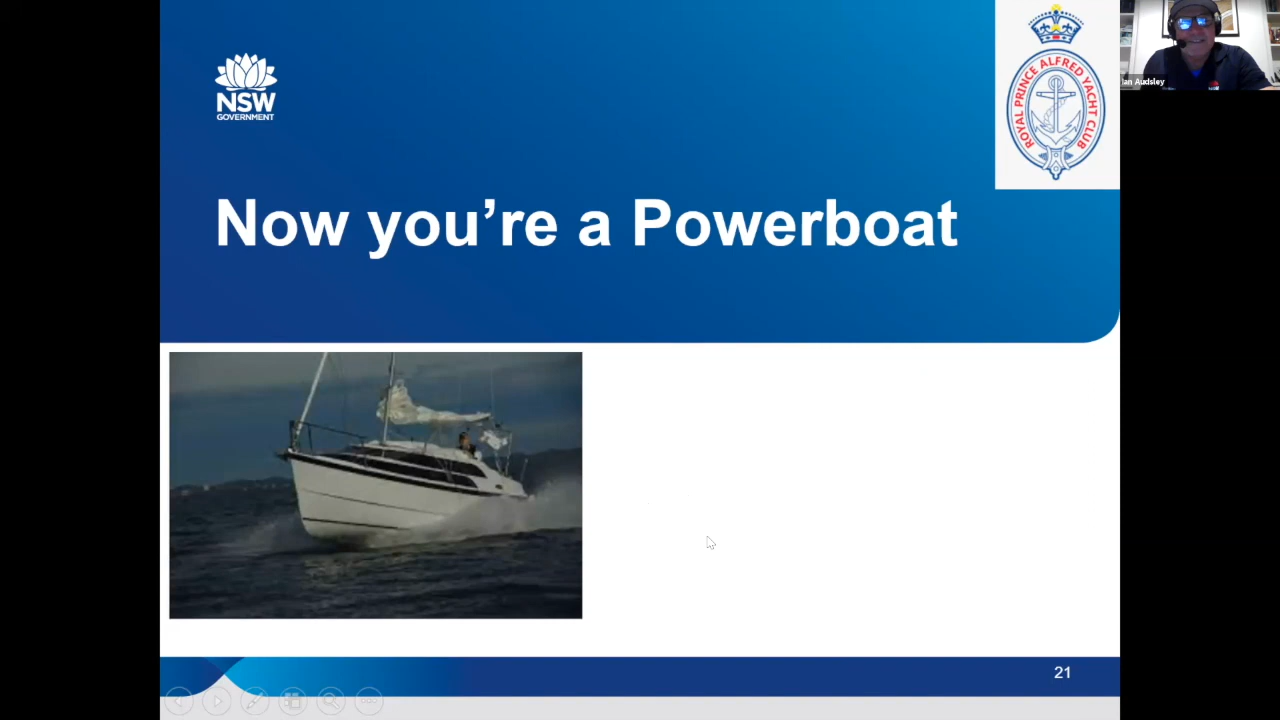 NSW
GOVERNMENT
ROYAL PRINCE ALFRED YACHT CLUB
Ian Audsley
Now you're a Powerboat
21